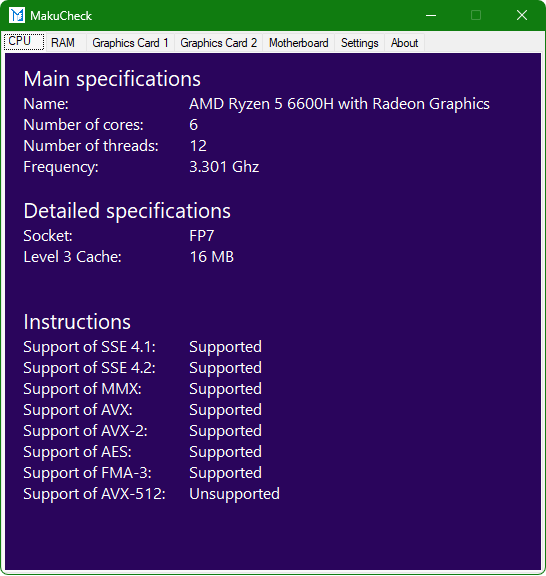 MakuCheck
CPU RAM Graphics Card 1 Graphics Card 2 Motherboard Settings About
Main specifications
Name: AMD Ryzen 5 6600H with Radeon Graphics
Number of cores: 6
Number of threads: 12
Frequency: 3.301 Ghz
Detailed specifications
Socket: FP7
Level 3 Cache: 16 MB
Instructions
Support of SSE 4.1: Supported
Support of SSE 4.2: Supported
Support of MMX: Supported
Support of AVX: Supported
Support of AVX-2: Supported
Support of AES: Supported
Support of FMA-3: Supported
Support of AVX-512: Unsupported